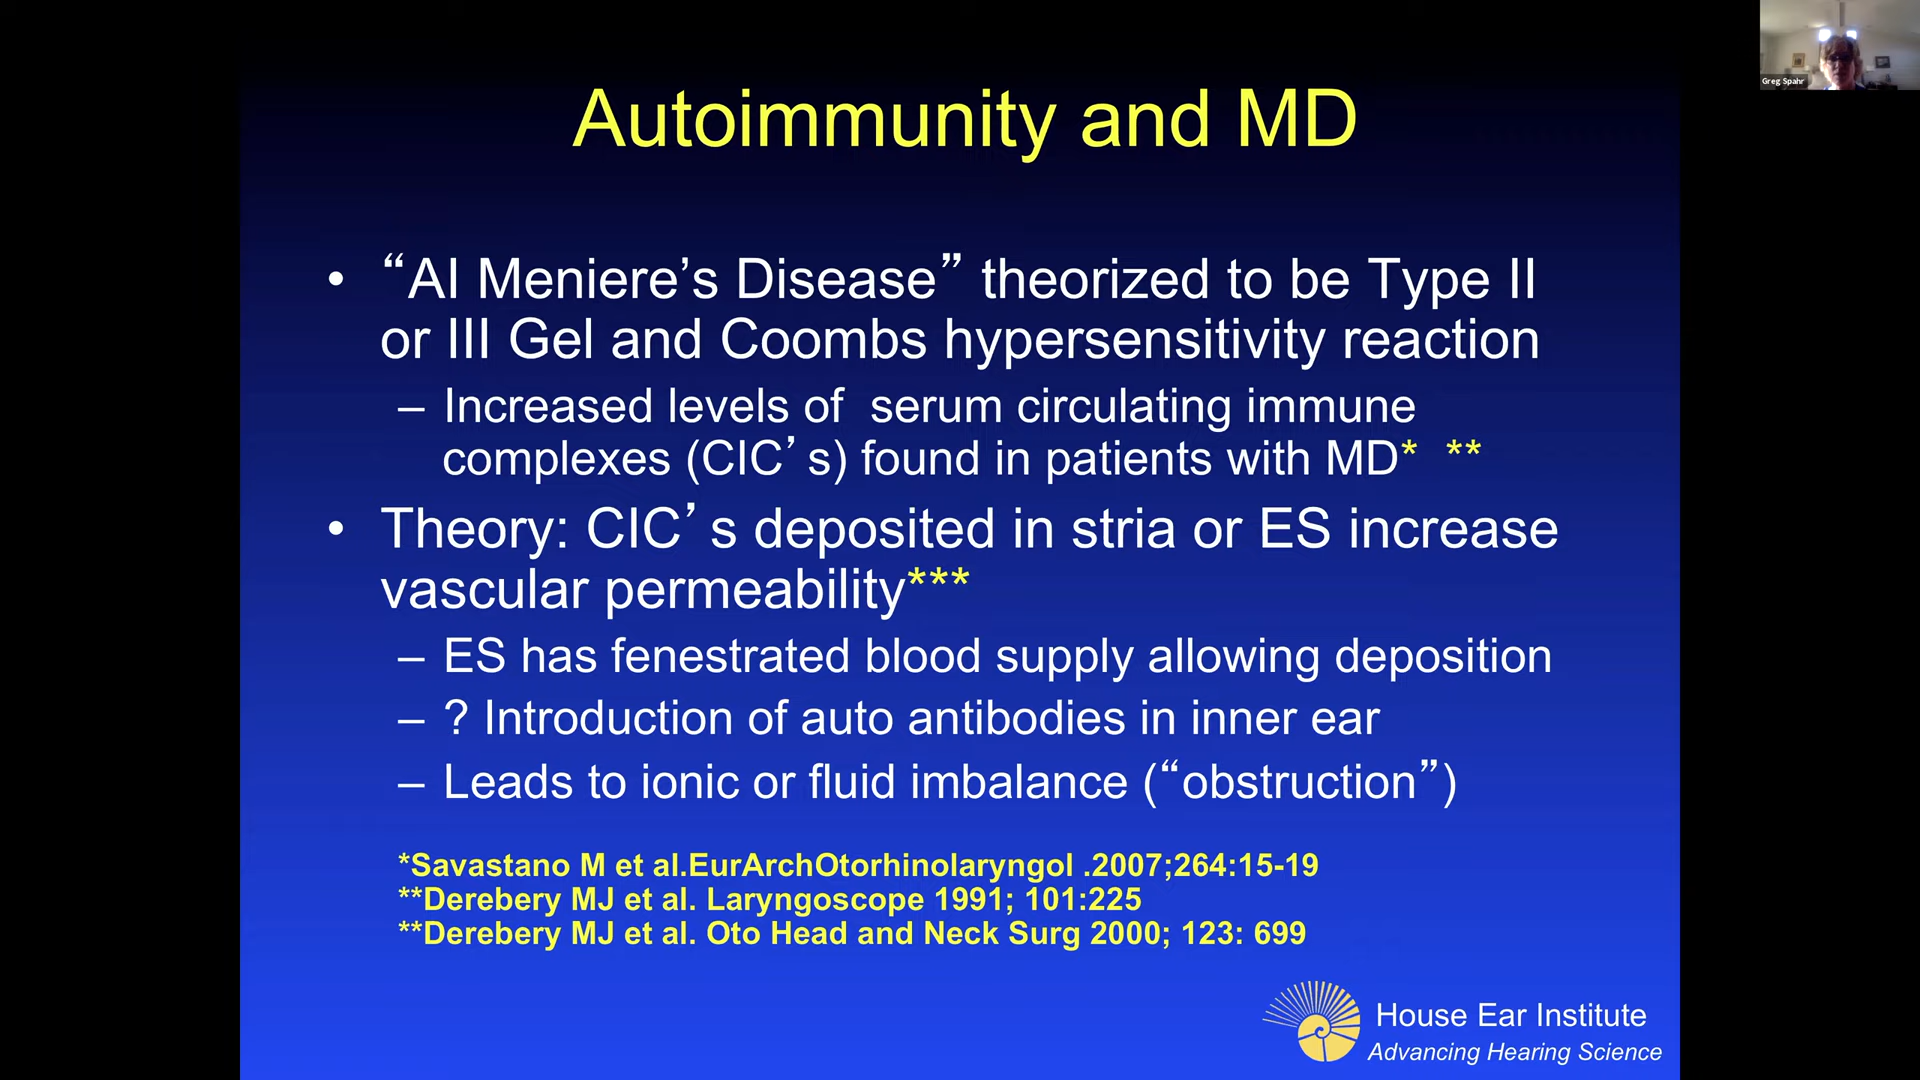 Greg Spahr
Autoimmunity and MD
• “AI Meniere’s Disease” theorized to be Type II
or III Gel and Coombs hypersensitivity reaction
– Increased levels of  serum circulating immune
complexes (CIC’s) found in patients with MD*  **
• Theory: CIC’s deposited in stria or ES increase
vascular permeability***
– ES has fenestrated blood supply allowing deposition
– ? Introduction of auto antibodies in inner ear
– Leads to ionic or fluid imbalance (“obstruction”)
*Savastano M et al.EurArchOtorhinolaryngol .2007;264:15-19
**Derebery MJ et al. Laryngoscope 1991; 101:225
**Derebery MJ et al. Oto Head and Neck Surg 2000; 123: 699
House Ear Institute
Advancing Hearing Science